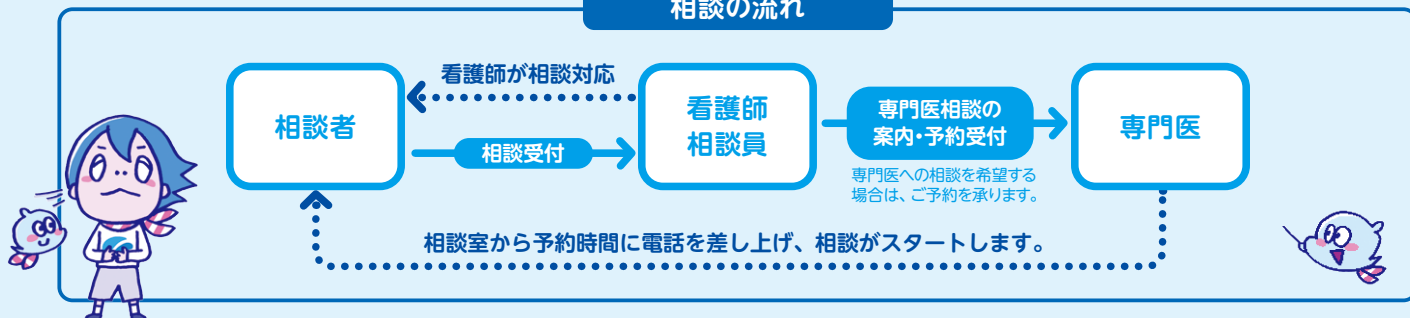 相談の流れ
看護師が相談対応
相談者
相談受付
看護師
相談員
専門医相談の
案内・予約受付
専門医への相談を希望する
場合は、ご予約を承ります。
専門医
相談室から予約時間に電話を差し上げ、相談がスタートします。